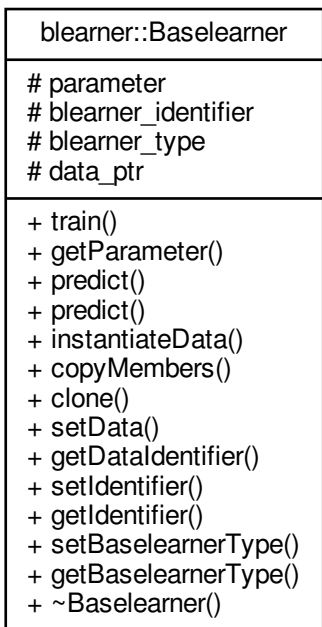 blearner::Baselearner
# parameter
# blearner_identifier
# blearner_type
# data_ptr
+ train()
+ getParameter()
+ predict()
+ predict()
+ instantiateData()
+ copyMembers()
+ clone()
+ setData()
+ getDataIdentifier()
+ setIdentifier()
+ getIdentifier()
+ setBaselearnerType()
+ getBaselearnerType()
+ ~Baselearner()